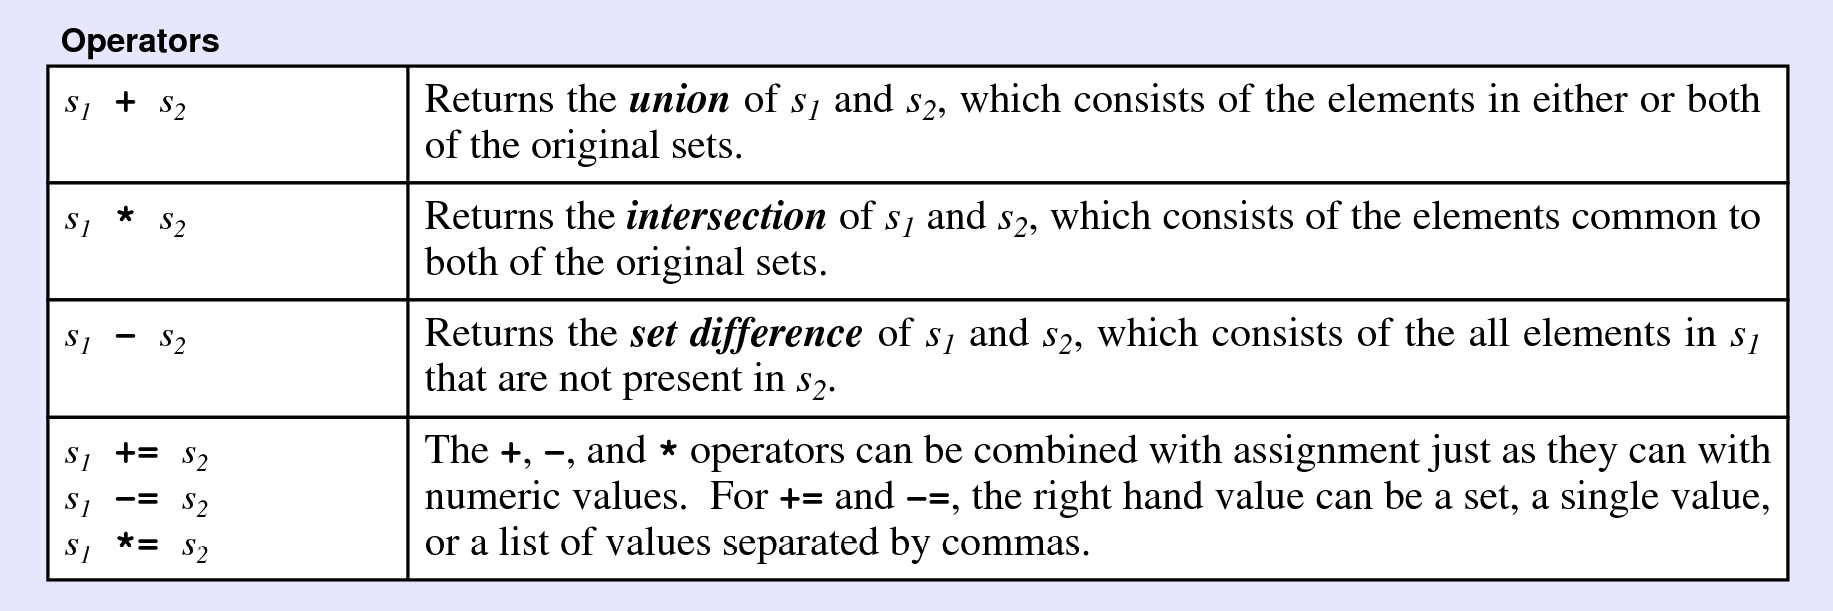 Operators
s1 + s2
Returns the union of s1 and s2, which consists of the elements in either or both
of the original sets.
s1 * s2
Returns the intersection of s1 and s2, which consists of the elements common to
both of the original sets.
s1 – s2
Returns the set difference of s1 and s2, which consists of the all elements in s1
that are not present in s2.
s1 += s2
s1 –= s2
s1 *= s2
The +, –, and * operators can be combined with assignment just as they can with
numeric values.  For += and –=, the right hand value can be a set, a single value,
or a list of values separated by commas.